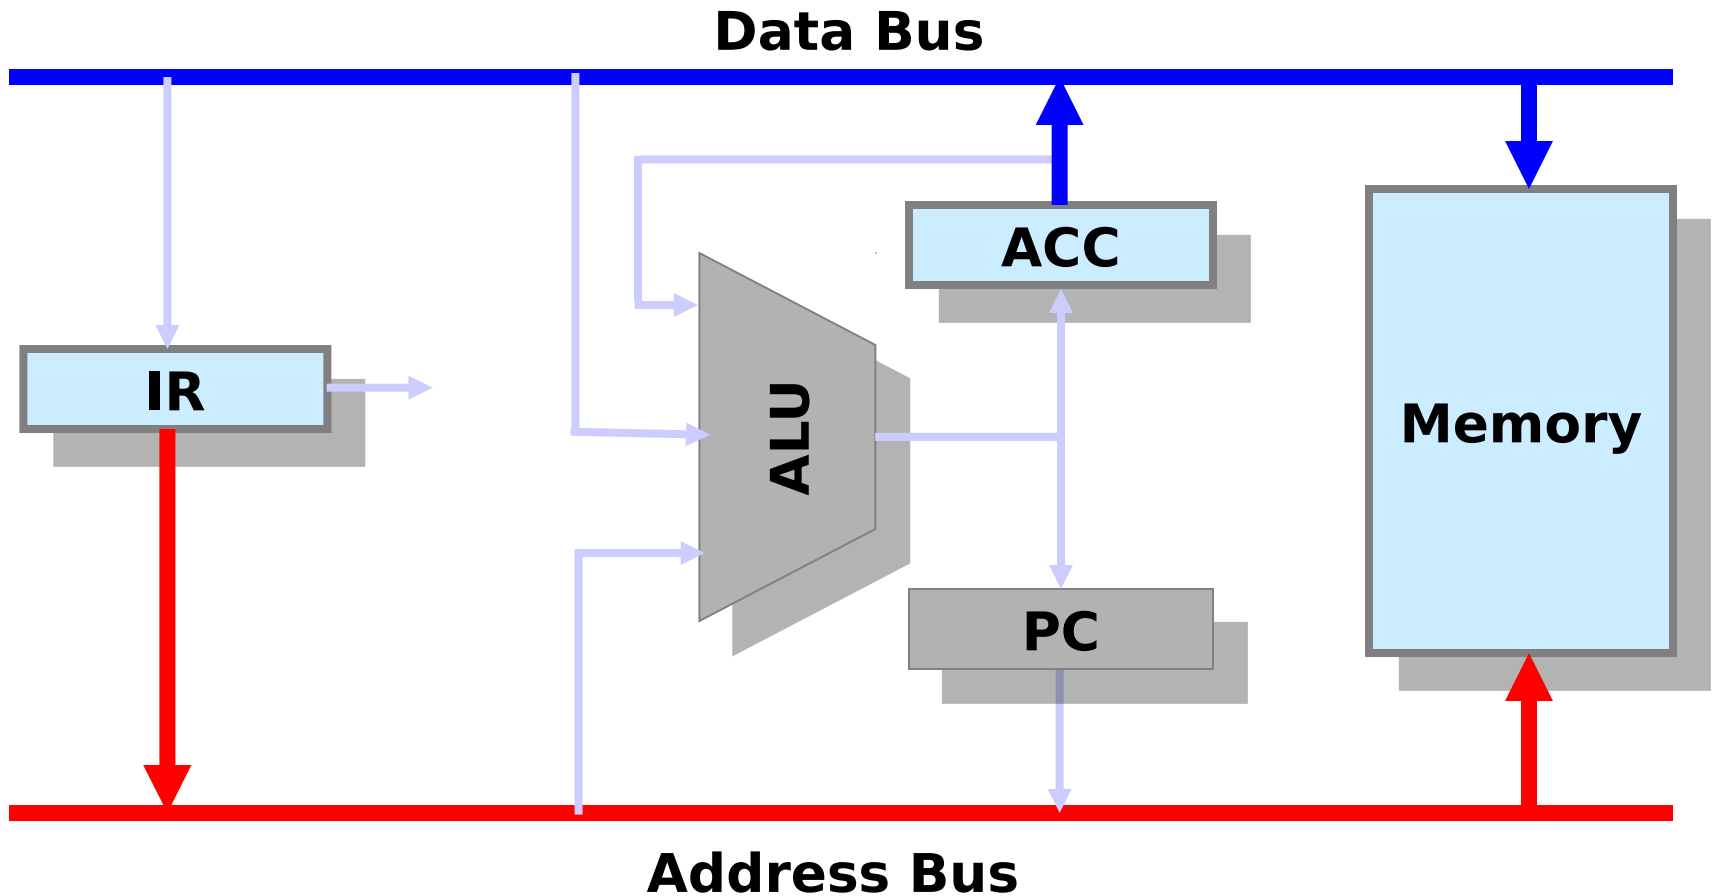 Data Bus
ACC
IR
ALU
Memory
PC
Address Bus